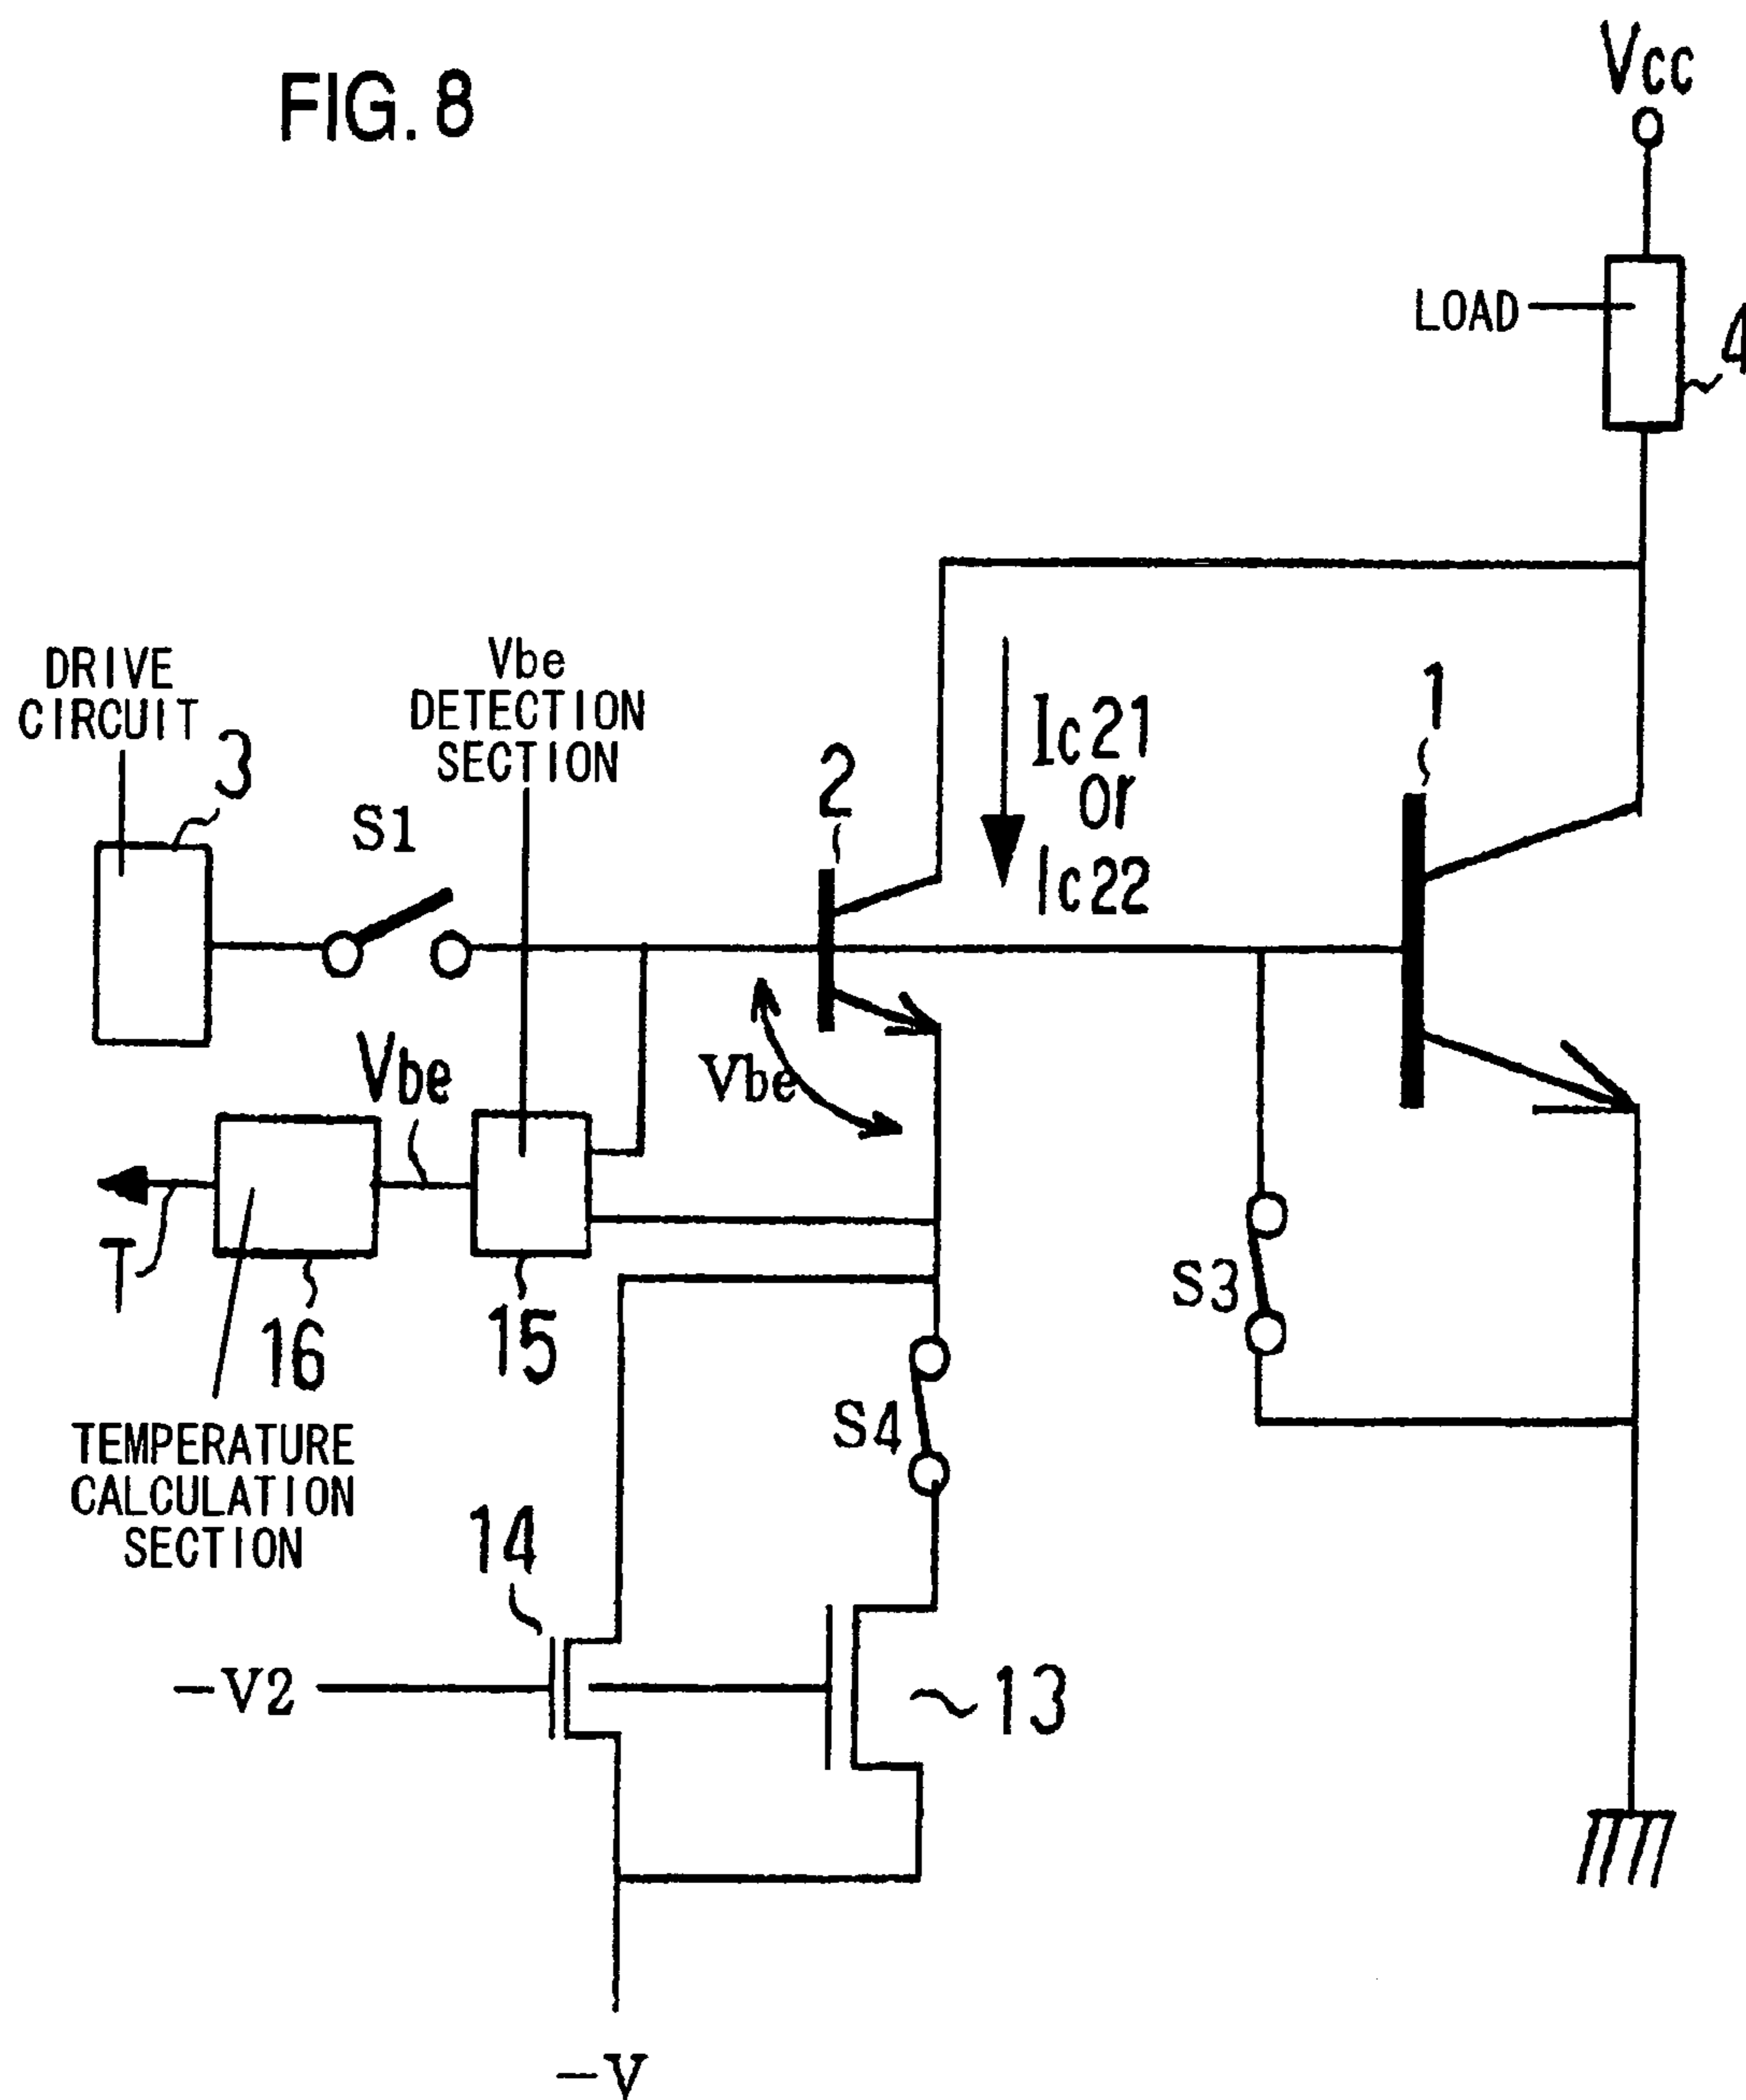 FIG. 8
Vcc
LOAD
4
DRIVE
CIRCUIT
3
Vbe
DETECTION
SECTION
S1
2
Ic21
or
Ic22
1
Vbe
Vbe
T
16
15
S3
S4
TEMPERATURE
CALCULATION
SECTION
14
-V2
13
-V